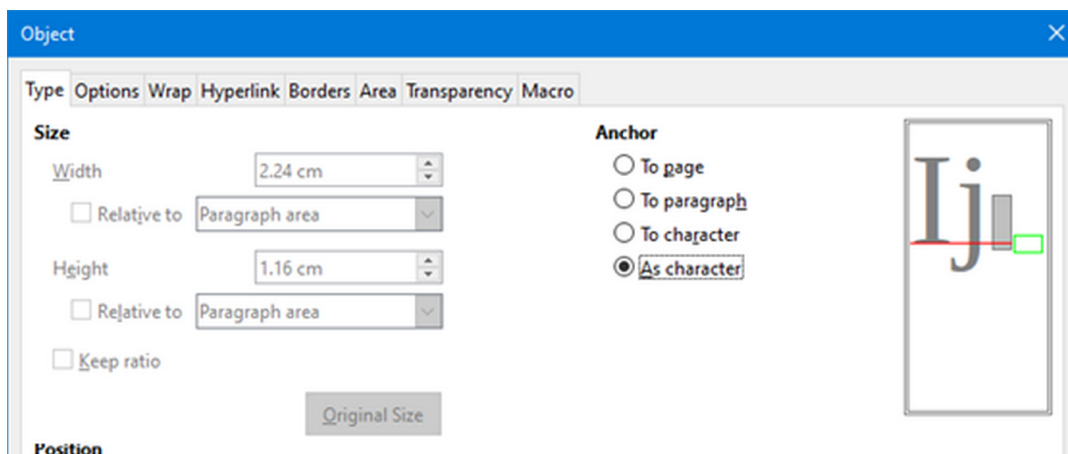 Object
Type Options Wrap Hyperlink Borders Area Transparency Macro
Size
Width 2.24 cm
Relative to Paragraph area
Height 1.16 cm
Relative to Paragraph area
Keep ratio
Original Size
Anchor
To page
To paragraph
To character
As character
Ij
Position